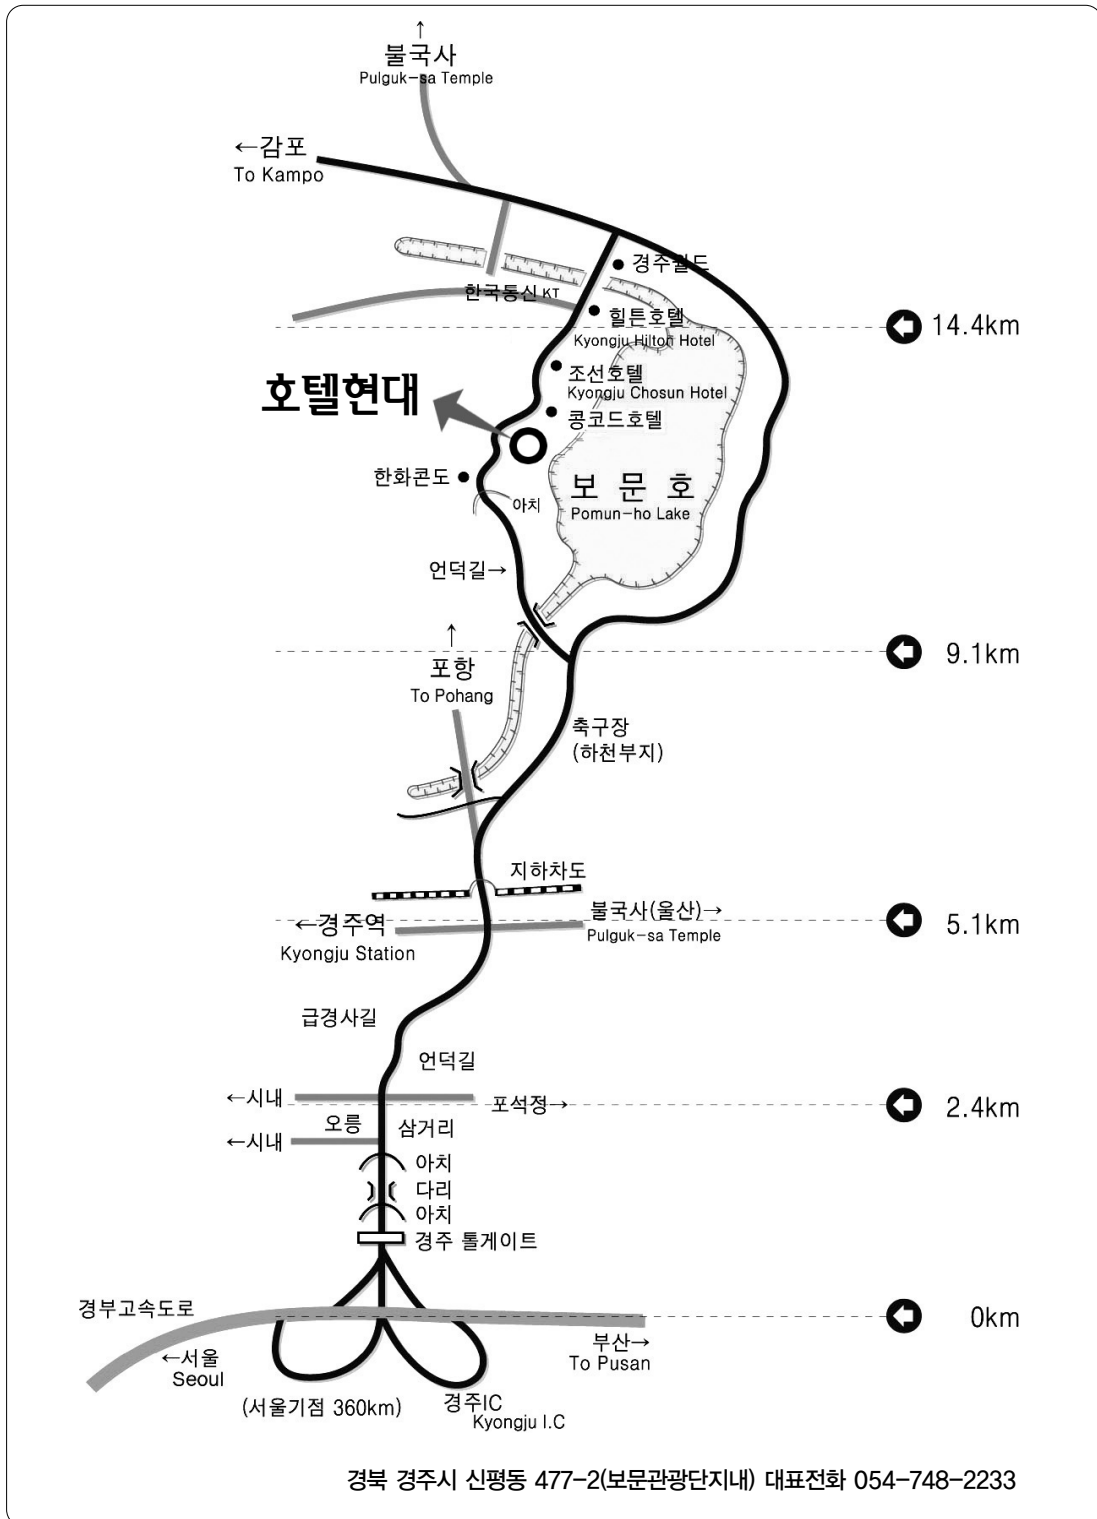 ↑
불국사
Pulguk-sa Temple
←감포
To Kampo
경주월드
한국통신 KT
힐튼호텔
Kyongju Hilton Hotel
14.4km
조선호텔
Kyongju Chosun Hotel
호텔현대
콩코드호텔
한화콘도
보 문 호
Pomun-ho Lake
아치
언덕길→
↑
포항
To Pohang
9.1km
축구장
(하천부지)
지하차도
불국사(울산)→
Pulguk-sa Temple
←경주역
Kyongju Station
5.1km
급경사길
언덕길
←시내
포석정→
2.4km
오릉
삼거리
←시내
아치
다리
아치
경주 톨게이트
경부고속도로
0km
←서울
Seoul
부산→
To Pusan
(서울기점 360km)
경주IC
Kyongju I.C
경북 경주시 신평동 477-2(보문관광단지내) 대표전화 054-748-2233